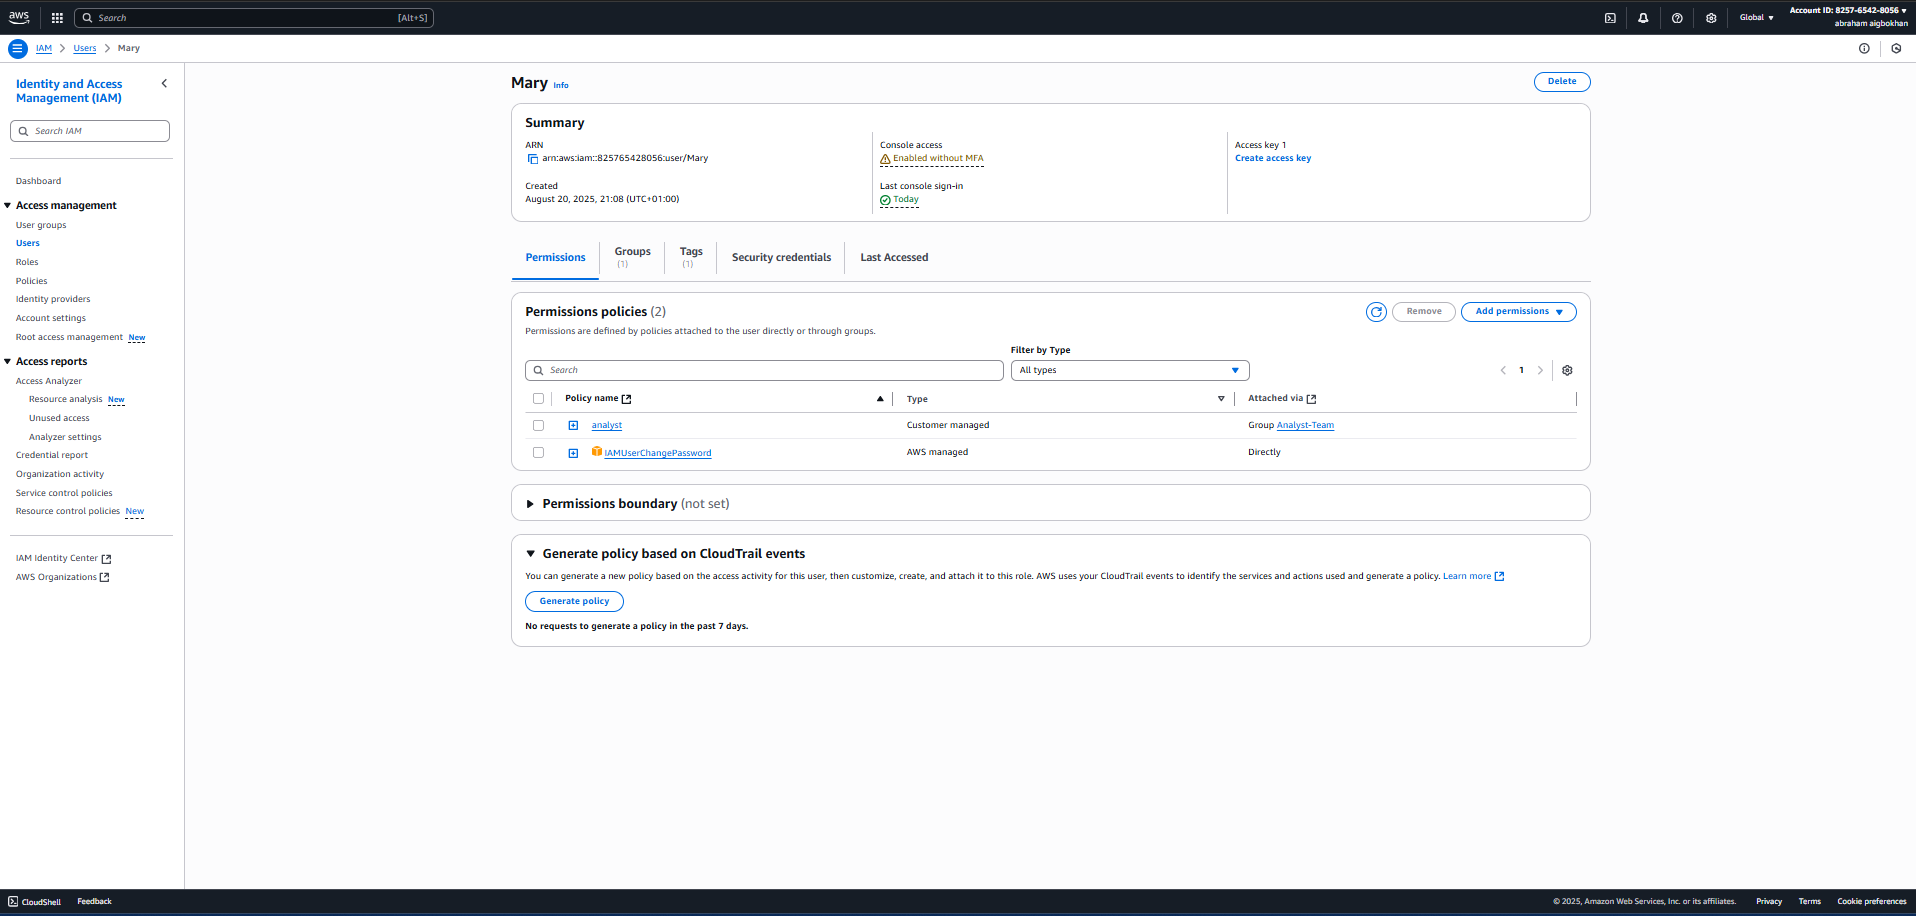 aws
Search [Alt+S]
Global
Account ID: 8257-6542-8056
abraham aigbokhan
IAM > Users > Mary
Identity and Access Management (IAM)
Search IAM
Dashboard
Access management
User groups
Users
Roles
Policies
Identity providers
Account settings
Root access management New
Access reports
Access Analyzer
Resource analysis New
Unused access
Analyzer settings
Credential report
Organization activity
Service control policies
Resource control policies New
IAM Identity Center
AWS Organizations
Mary Info
Delete
Summary
ARN
arn:aws:iam::825765428056:user/Mary
Created
August 20, 2025, 21:08 (UTC+01:00)
Console access
Enabled without MFA
Last console sign-in
Today
Access key 1
Create access key
Permissions
Groups
(1)
Tags
(1)
Security credentials
Last Accessed
Permissions policies (2)
Remove
Add permissions
Permissions are defined by policies attached to the user directly or through groups.
Filter by Type
Search
All types
1
Policy name Type Attached via
analyst Customer managed Group Analyst-Team
IAMUserChangePassword AWS managed Directly
Permissions boundary (not set)
Generate policy based on CloudTrail events
You can generate a new policy based on the access activity for this user, then customize, create, and attach it to this role. AWS uses your CloudTrail events to identify the services and actions used and generate a policy. Learn more
Generate policy
No requests to generate a policy in the past 7 days.
CloudShell Feedback © 2025, Amazon Web Services, Inc. or its affiliates. Privacy Terms Cookie preferences